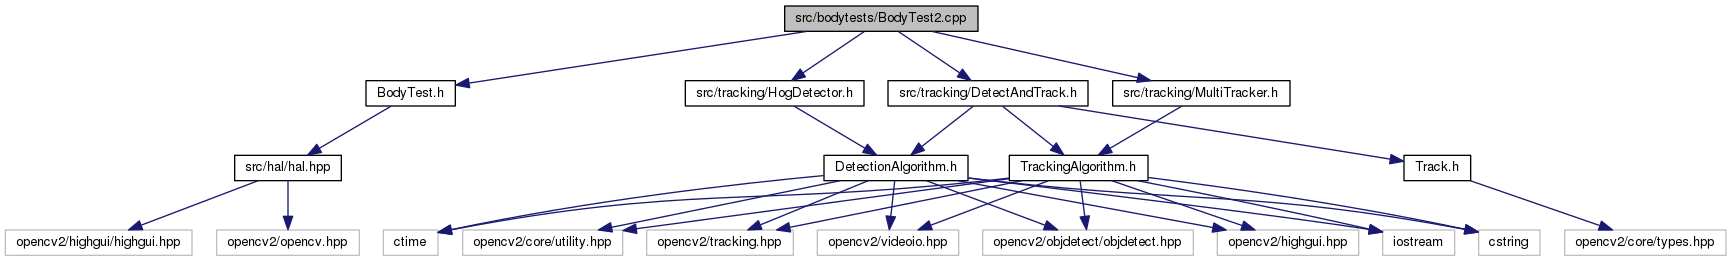 src/bodytests/BodyTest2.cpp
BodyTest.h
src/tracking/HogDetector.h
src/tracking/DetectAndTrack.h
src/tracking/MultiTracker.h
src/hal/hal.hpp
DetectionAlgorithm.h
TrackingAlgorithm.h
Track.h
opencv2/highgui/highgui.hpp
opencv2/opencv.hpp
ctime
opencv2/core/utility.hpp
opencv2/tracking.hpp
opencv2/videoio.hpp
opencv2/objdetect/objdetect.hpp
opencv2/highgui.hpp
iostream
cstring
opencv2/core/types.hpp